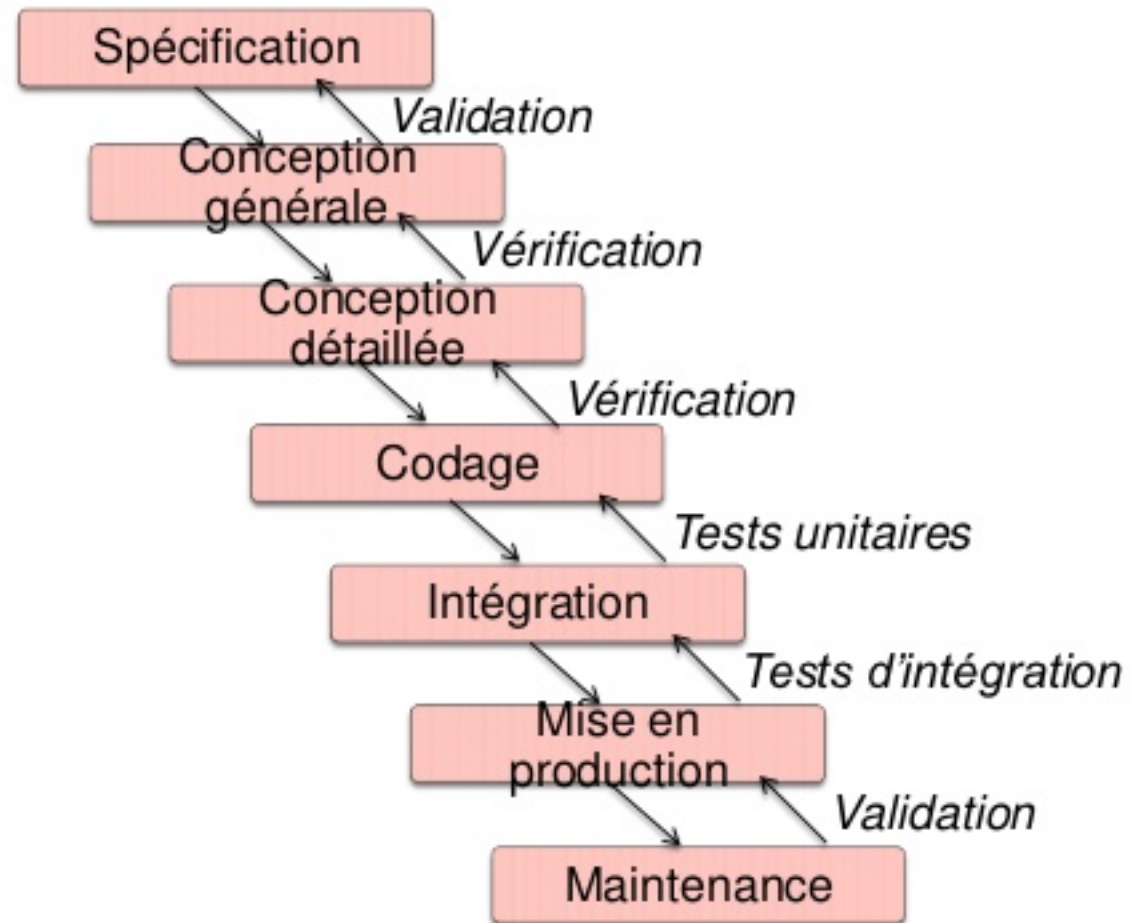 Spécification
Validation
Conception
générale
Vérification
Conception
détaillée
Vérification
Codage
Tests unitaires
Intégration
Tests d'intégration
Mise en
production
Validation
Maintenance